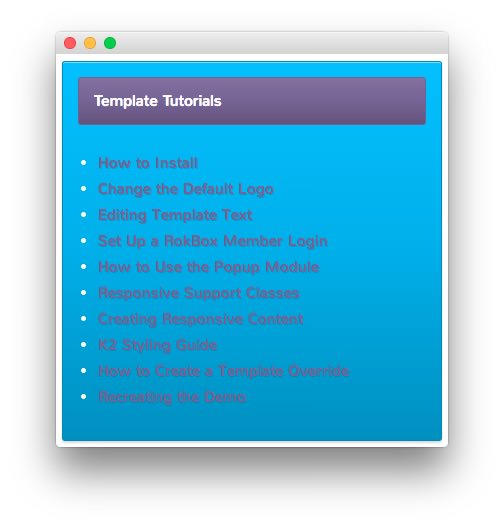 Template Tutorials
How to Install
Change the Default Logo
Editing Template Text
Set Up a RokBox Member Login
How to Use the Popup Module
Responsive Support Classes
Creating Responsive Content
K2 Styling Guide
How to Create a Template Override
Recreating the Demo